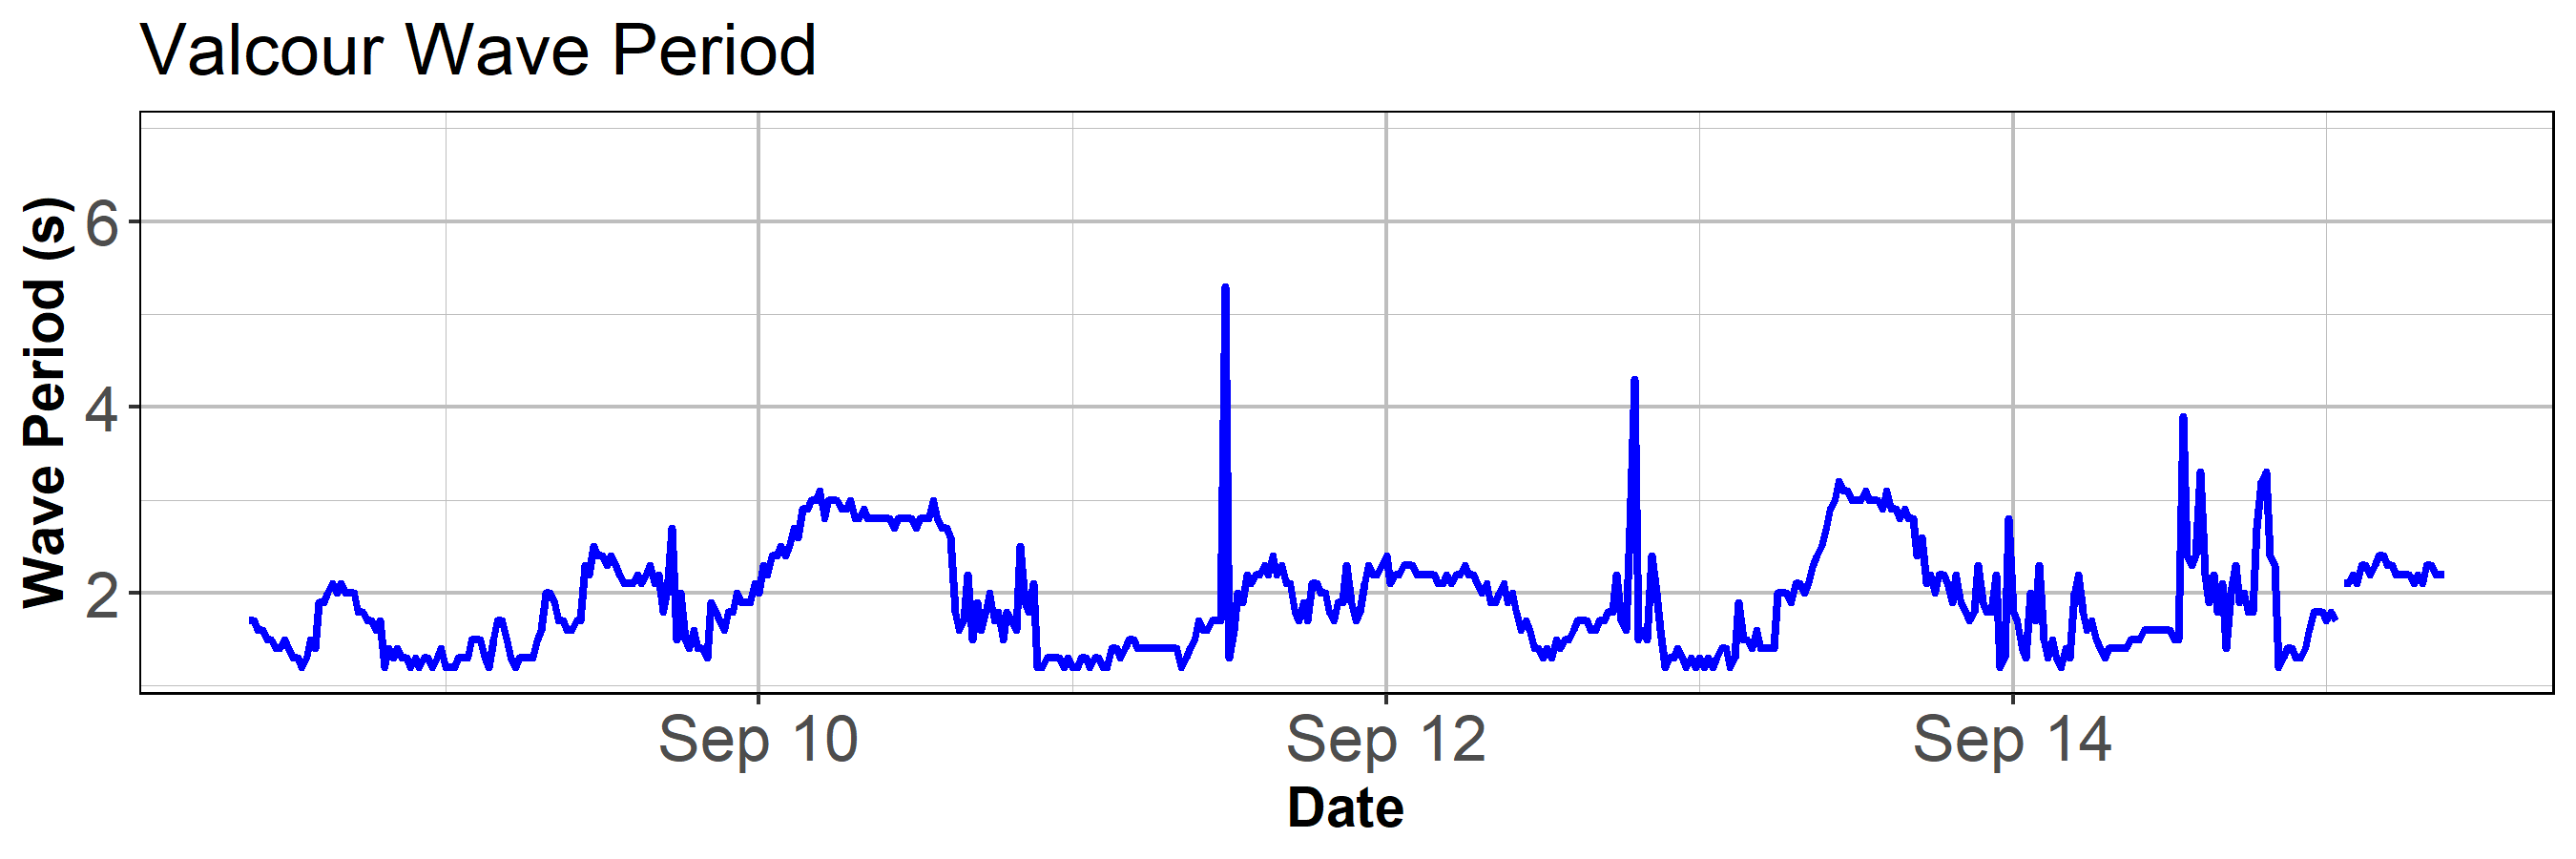 Valcour Wave Period
Wave Period (s)
6
4
2
Sep 10 Sep 12 Sep 14
Date